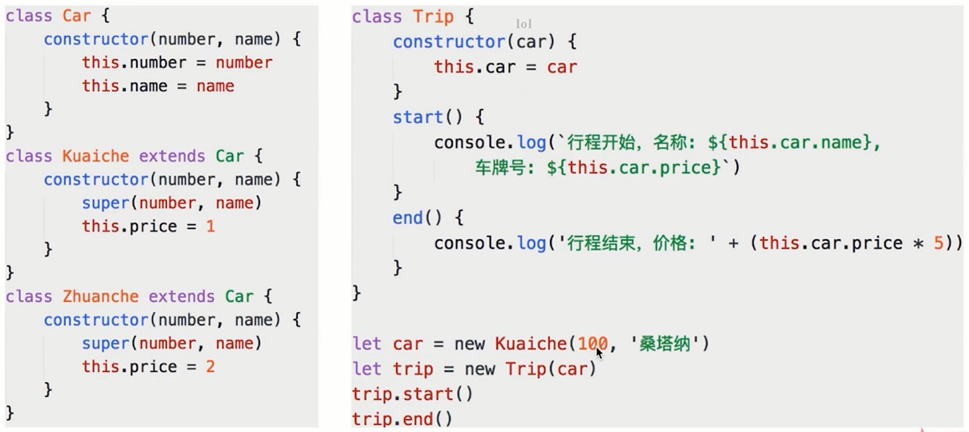 class Car {
    constructor(number, name) {
        this.number = number
        this.name = name
    }
}
class Kuaiche extends Car {
    constructor(number, name) {
        super(number, name)
        this.price = 1
    }
}
class Zhuanche extends Car {
    constructor(number, name) {
        super(number, name)
        this.price = 2
    }
}
class Trip {
lol
    constructor(car) {
        this.car = car
    }
    start() {
        console.log(`行程开始，名称: ${this.car.name},
            车牌号: ${this.car.price}`)
    }
    end() {
        console.log('行程结束，价格: ' + (this.car.price * 5))
    }
}
let car = new Kuaiche(100, '桑塔纳')
let trip = new Trip(car)
trip.start()
trip.end()